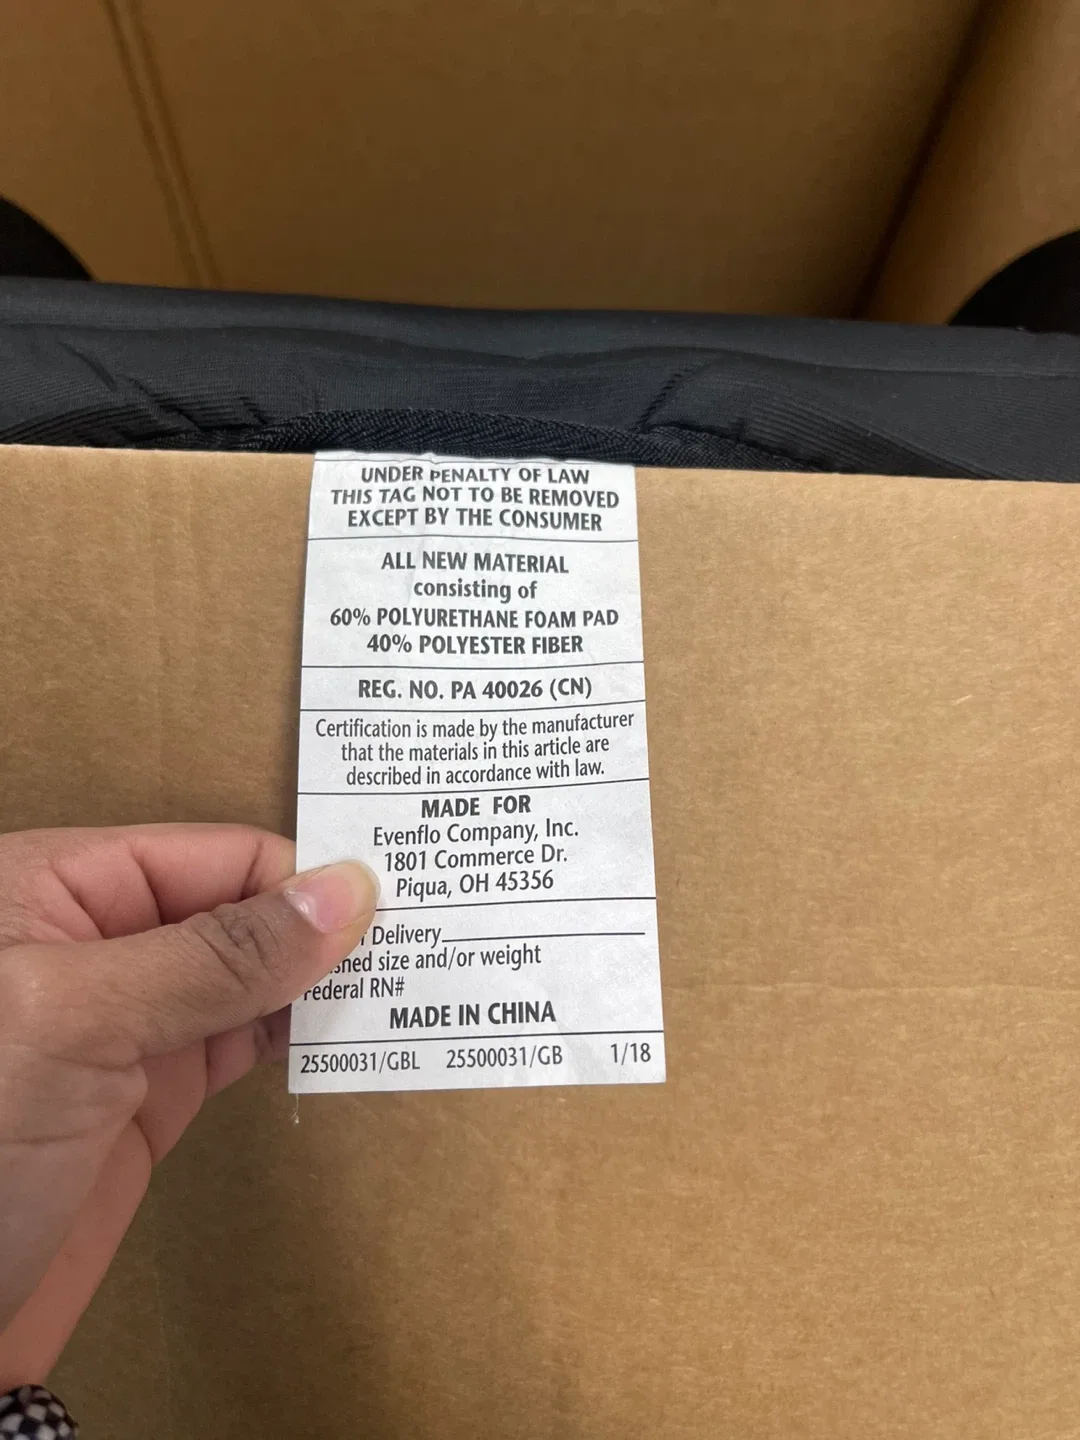 UNDER PENALTY OF LAW
THIS TAG NOT TO BE REMOVED
EXCEPT BY THE CONSUMER
ALL NEW MATERIAL
consisting of
60% POLYURETHANE FOAM PAD
40% POLYESTER FIBER
REG. NO. PA 40026 (CN)
Certification is made by the manufacturer
that the materials in this article are
described in accordance with law.
MADE FOR
Evenflo Company, Inc.
1801 Commerce Dr.
Piqua, OH 45356
Delivery
size and/or weight
Federal RN#
MADE IN CHINA
25500031/GBL 25500031/GB 1/18